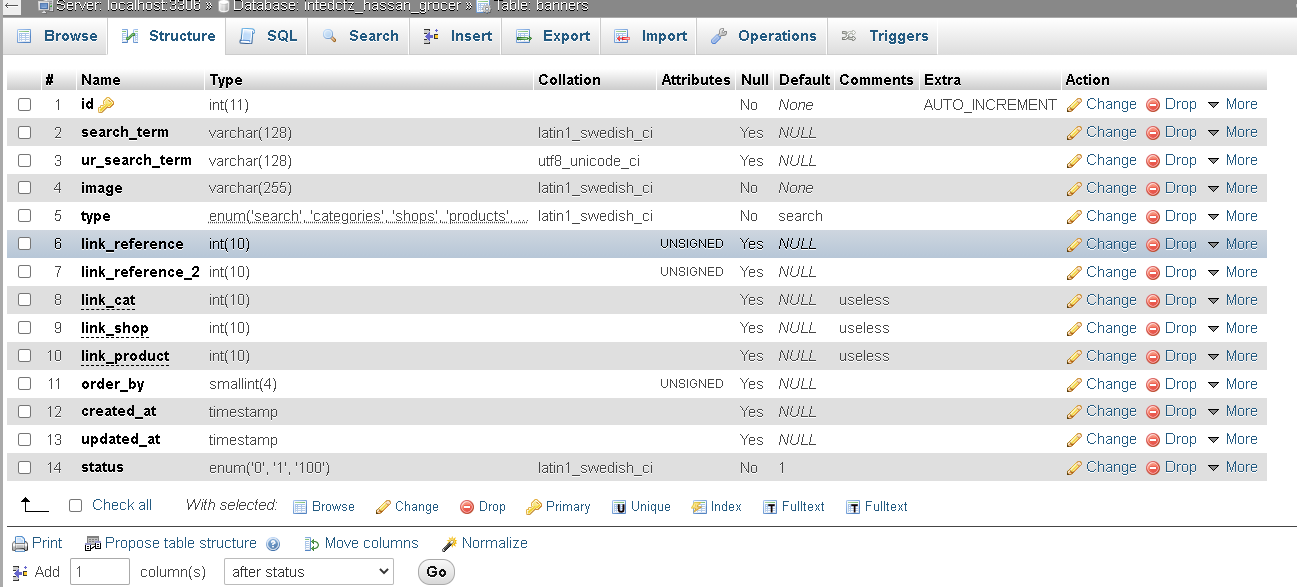 Server: localhost:3306 » Database: intedcfz_hassan_grocer » Table: banners
Browse Structure SQL Search Insert Export Import Operations Triggers
# Name Type Collation Attributes Null Default Comments Extra Action
1 id int(11) No None AUTO_INCREMENT Change Drop More
2 search_term varchar(128) latin1_swedish_ci Yes NULL Change Drop More
3 ur_search_term varchar(128) utf8_unicode_ci Yes NULL Change Drop More
4 image varchar(255) latin1_swedish_ci No None Change Drop More
5 type enum('search', 'categories', 'shops', 'products', ... latin1_swedish_ci No search Change Drop More
6 link_reference int(10) UNSIGNED Yes NULL Change Drop More
7 link_reference_2 int(10) UNSIGNED Yes NULL Change Drop More
8 link_cat int(10) Yes NULL useless Change Drop More
9 link_shop int(10) Yes NULL useless Change Drop More
10 link_product int(10) Yes NULL useless Change Drop More
11 order_by smallint(4) UNSIGNED Yes NULL Change Drop More
12 created_at timestamp Yes NULL Change Drop More
13 updated_at timestamp Yes NULL Change Drop More
14 status enum('0', '1', '100') latin1_swedish_ci No 1 Change Drop More
Check all With selected: Browse Change Drop Primary Unique Index Fulltext Fulltext
Print Propose table structure Move columns Normalize
Add 1 column(s) after status Go